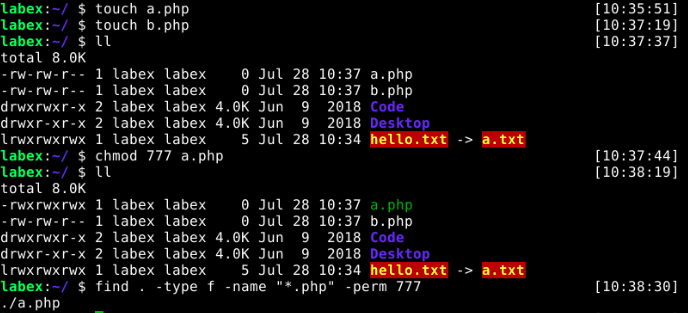 labex:~/ $ touch a.php [10:35:51]
labex:~/ $ touch b.php [10:37:19]
labex:~/ $ ll [10:37:37]
total 8.0K
-rw-rw-r-- 1 labex labex 0 Jul 28 10:37 a.php
-rw-rw-r-- 1 labex labex 0 Jul 28 10:37 b.php
drwxrwxr-x 2 labex labex 4.0K Jun 9 2018 Code
drwxr-xr-x 2 labex labex 4.0K Jun 9 2018 Desktop
lrwxrwxrwx 1 labex labex 5 Jul 28 10:34 hello.txt -> a.txt
labex:~/ $ chmod 777 a.php [10:37:44]
labex:~/ $ ll [10:38:19]
total 8.0K
-rwxrwxrwx 1 labex labex 0 Jul 28 10:37 a.php
-rw-rw-r-- 1 labex labex 0 Jul 28 10:37 b.php
drwxrwxr-x 2 labex labex 4.0K Jun 9 2018 Code
drwxr-xr-x 2 labex labex 4.0K Jun 9 2018 Desktop
lrwxrwxrwx 1 labex labex 5 Jul 28 10:34 hello.txt -> a.txt
labex:~/ $ find . -type f -name "*.php" -perm 777 [10:38:30]
./a.php